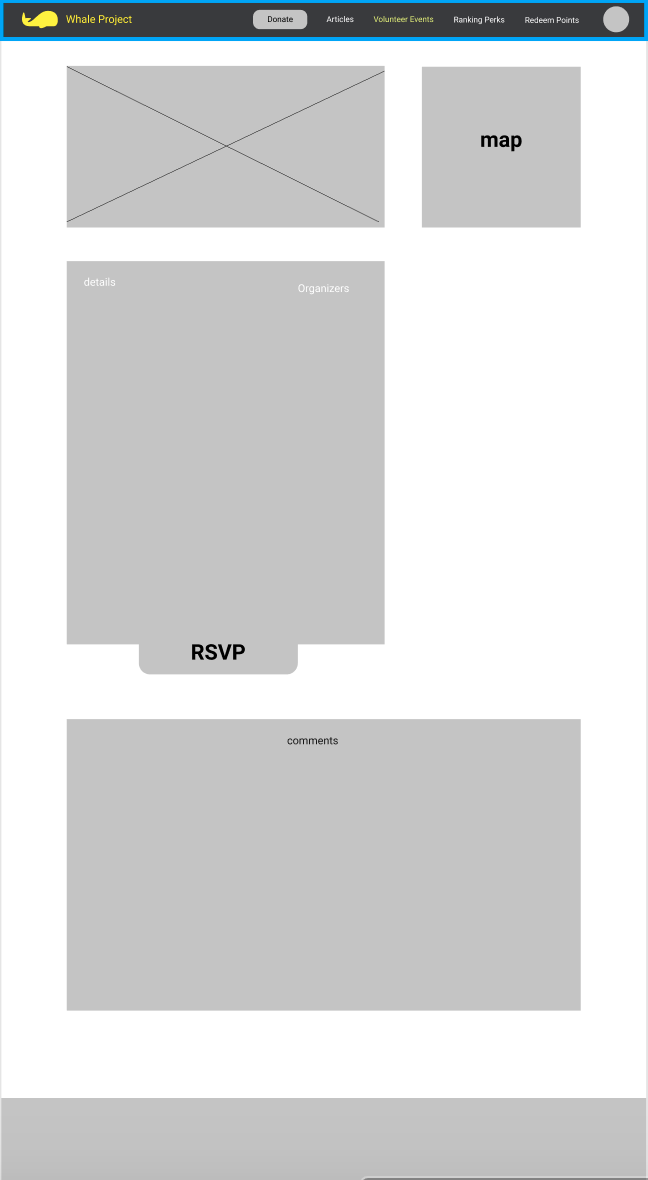 Whale Project
Donate
Articles
Volunteer Events
Ranking Perks
Redeem Points
map
details
Organizers
RSVP
comments